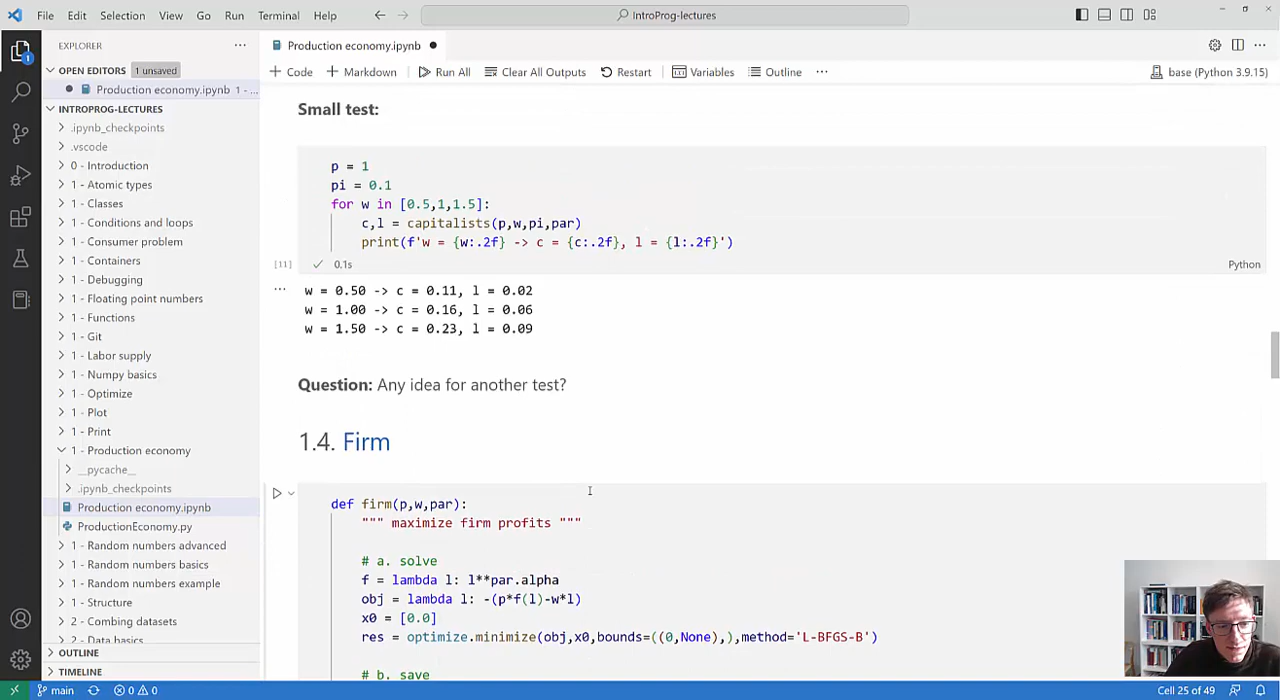 File Edit Selection View Go Run Terminal Help
IntroProg-lectures
EXPLORER
OPEN EDITORS 1 unsaved
Production economy.ipynb 1 - ...
INTROPROG-LECTURES
.ipynb_checkpoints
.vscode
0 - Introduction
1 - Atomic types
1 - Classes
1 - Conditions and loops
1 - Consumer problem
1 - Containers
1 - Debugging
1 - Floating point numbers
1 - Functions
1 - Git
1 - Labor supply
1 - Numpy basics
1 - Optimize
1 - Plot
1 - Print
1 - Production economy
__pycache__
.ipynb_checkpoints
Production economy.ipynb
ProductionEconomy.py
1 - Random numbers advanced
1 - Random numbers basics
1 - Random numbers example
1 - Structure
2 - Combing datasets
2 - Data basics
OUTLINE
TIMELINE
Production economy.ipynb
+ Code + Markdown Run All Clear All Outputs Restart Variables Outline ...
base (Python 3.9.15)
Small test:
p = 1
pi = 0.1
for w in [0.5,1,1.5]:
c,l = capitalists(p,w,pi,par)
print(f'w = {w:.2f} -> c = {c:.2f}, l = {l:.2f}')
[11] 0.1s Python
w = 0.50 -> c = 0.11, l = 0.02
w = 1.00 -> c = 0.16, l = 0.06
w = 1.50 -> c = 0.23, l = 0.09
Question: Any idea for another test?
1.4. Firm
def firm(p,w,par):
""" maximize firm profits """
# a. solve
f = lambda l: l**par.alpha
obj = lambda l: -(p*f(l)-w*l)
x0 = [0.0]
res = optimize.minimize(obj,x0,bounds=((0,None),),method='L-BFGS-B')
# b. save
main 0 0 Cell 25 of 49